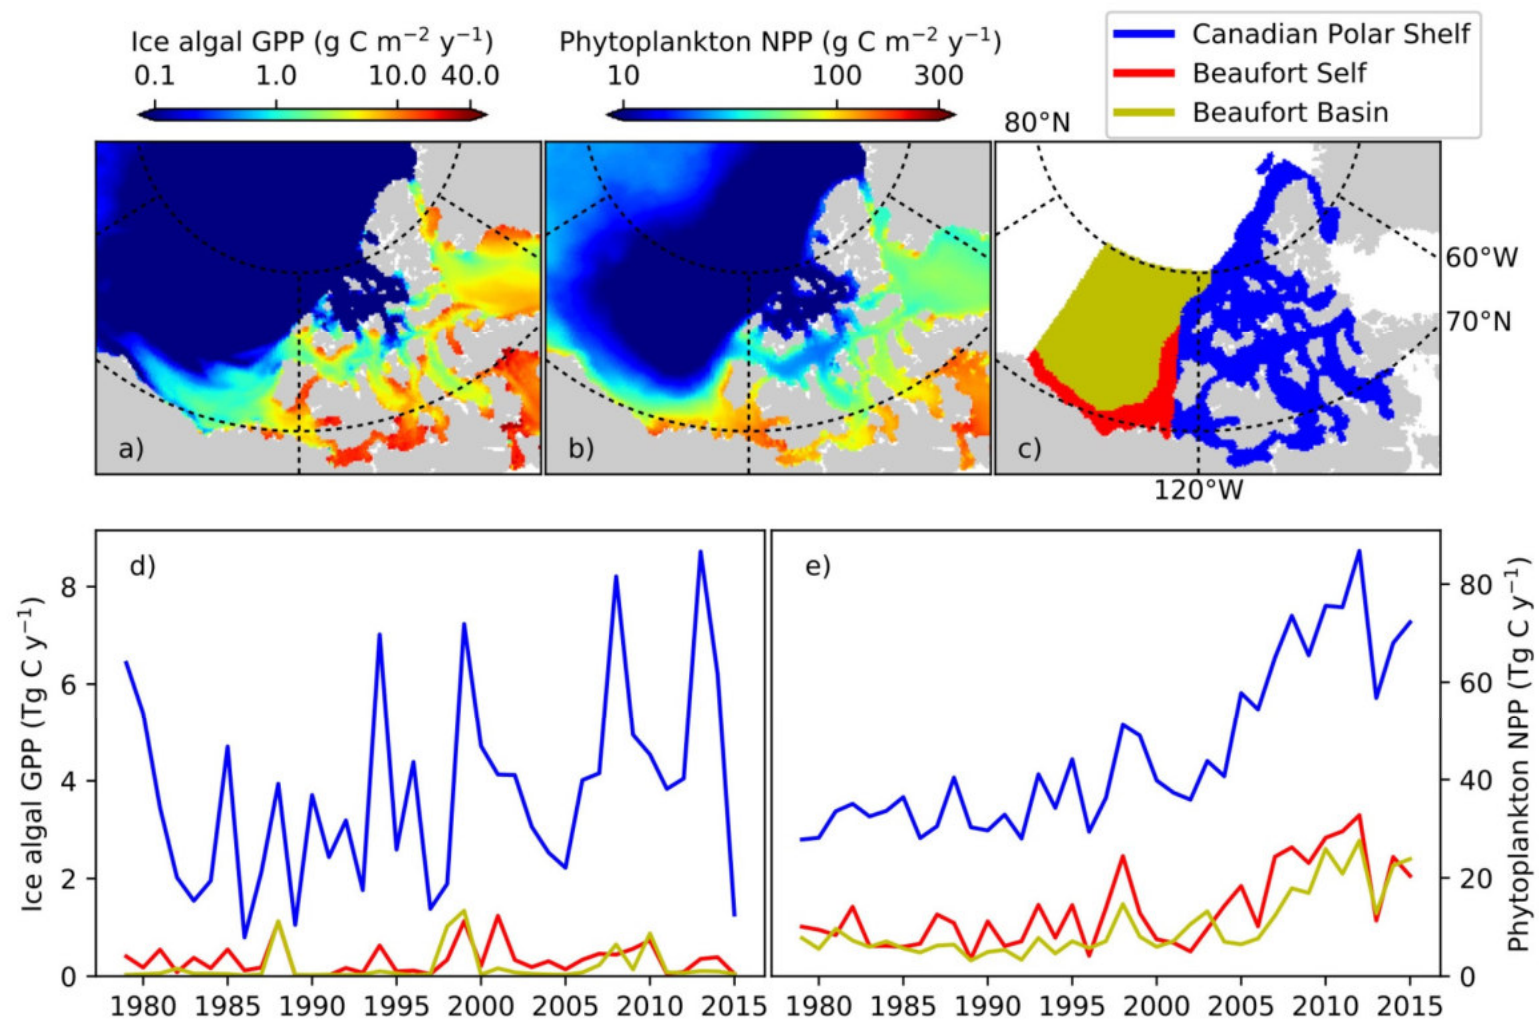 Ice algal GPP (g C m⁻² y⁻¹)
0.1 1.0 10.0 40.0
Phytoplankton NPP (g C m⁻² y⁻¹)
10 100 300
Canadian Polar Shelf
Beaufort Self
Beaufort Basin
80°N
60°W
70°N
120°W
a)
b)
c)
d)
Ice algal GPP (Tg C y⁻¹)
8
6
4
2
0
1980 1985 1990 1995 2000 2005 2010 2015
e)
Phytoplankton NPP (Tg C y⁻¹)
80
60
40
20
0
1980 1985 1990 1995 2000 2005 2010 2015